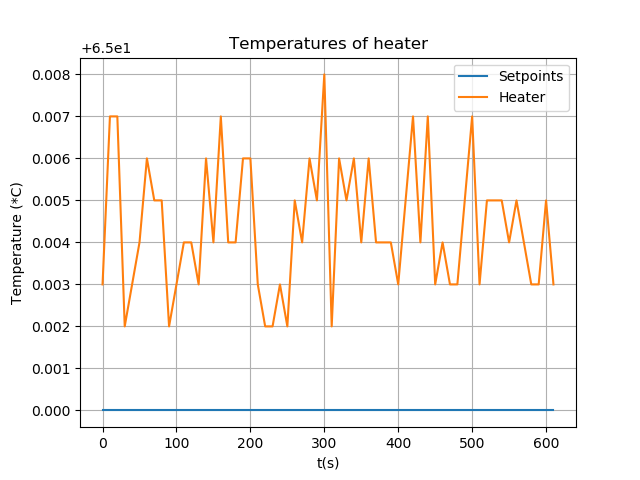 Temperatures of heater
+6.5e1
Setpoints
Heater
0.008
0.007
0.006
0.005
0.004
0.003
0.002
0.001
0.000
Temperature (*C)
0 100 200 300 400 500 600
t(s)